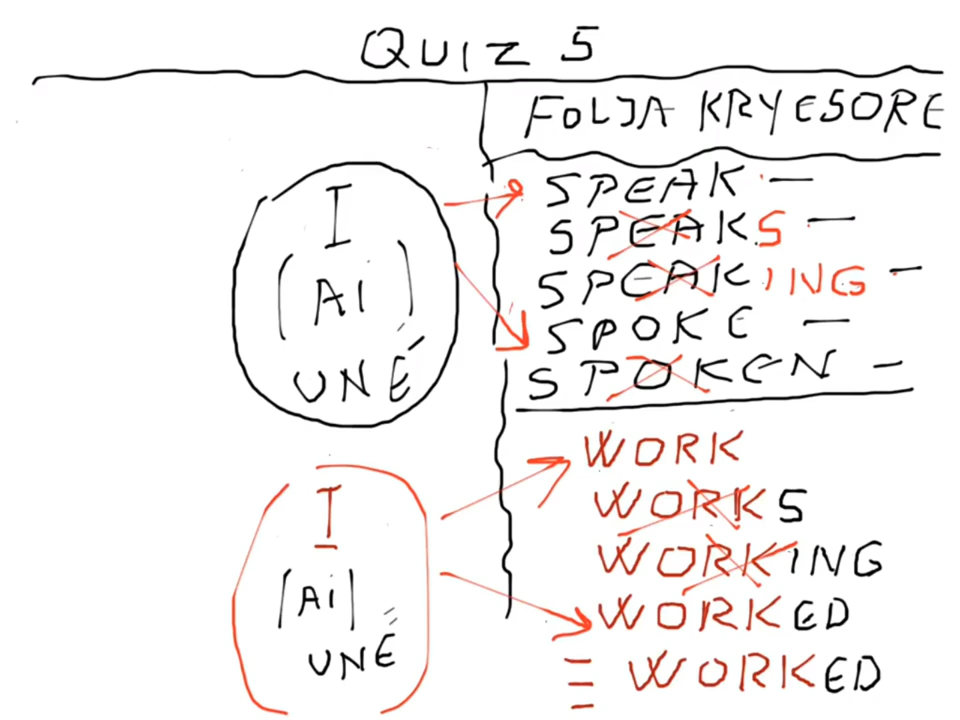 QUIZ 5
FOLJA KRYESORE
I
(Ai)
UNË
SPEAK -
SPEAKS -
SPEAKING -
SPOKE -
SPOKEN -
I
[Ai]
UNË
WORK
WORKS
WORKING
WORKED
= WORKED